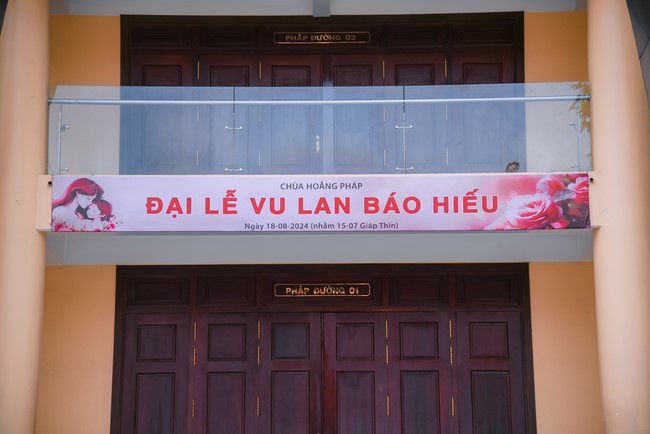 PHÁP ĐƯỜNG 02
CHÙA HOẰNG PHÁP
ĐẠI LỄ VU LAN BÁO HIẾU
Ngày 18-08-2024 (nhằm 15-07 Giáp Thìn)
PHÁP ĐƯỜNG 01